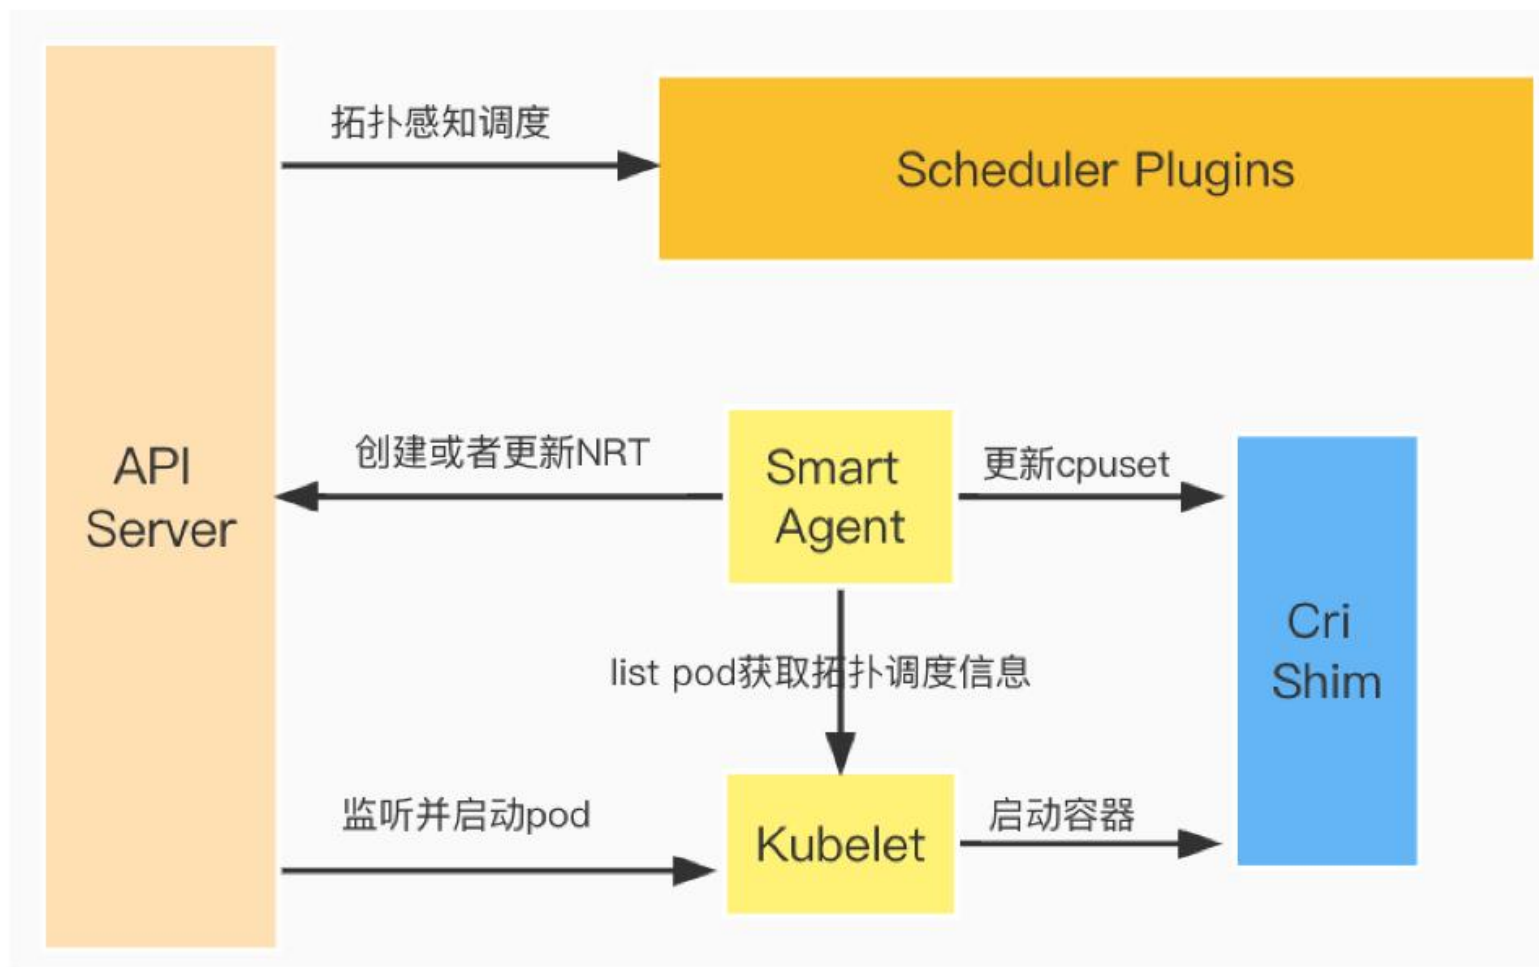 拓扑感知调度
Scheduler Plugins
API
Server
创建或者更新NRT
Smart
Agent
更新cpuset
Cri
Shim
list pod获取拓扑调度信息
监听并启动pod
Kubelet
启动容器